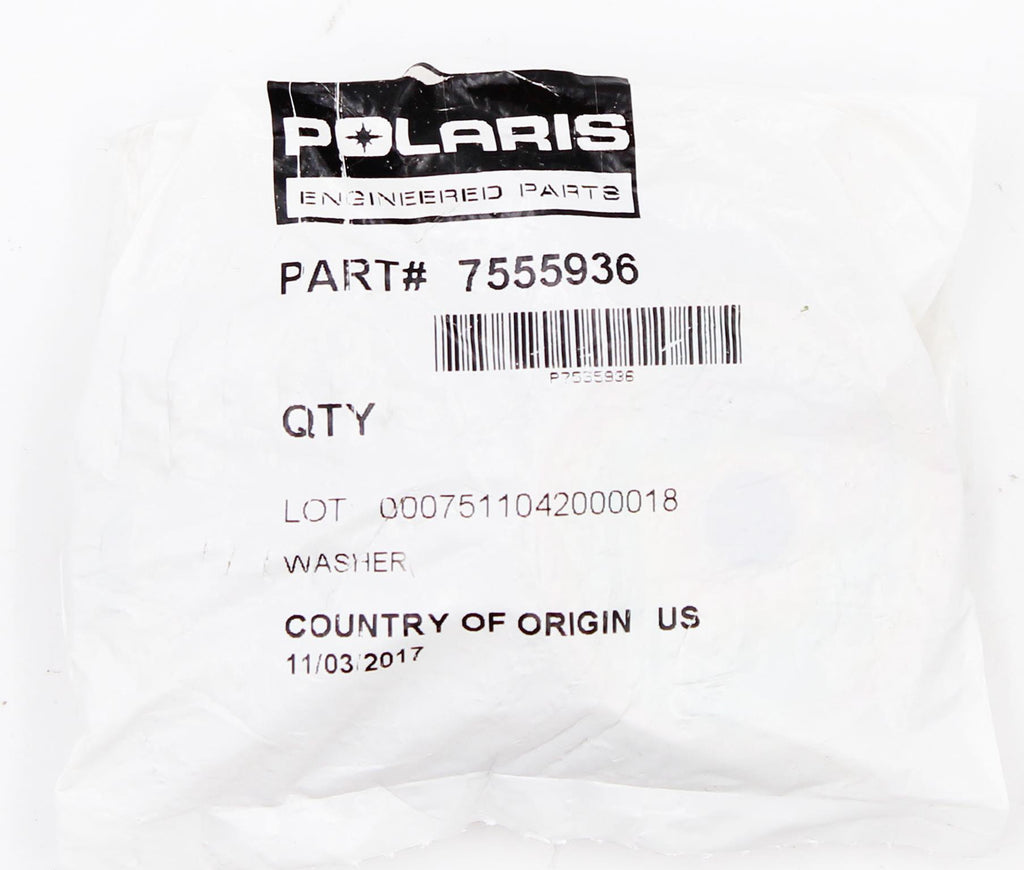 POLARIS
ENGINEERED PARTS
PART# 7555936
P7555936
QTY
LOT 0007511042000018
WASHER
COUNTRY OF ORIGIN US
11/03/2017